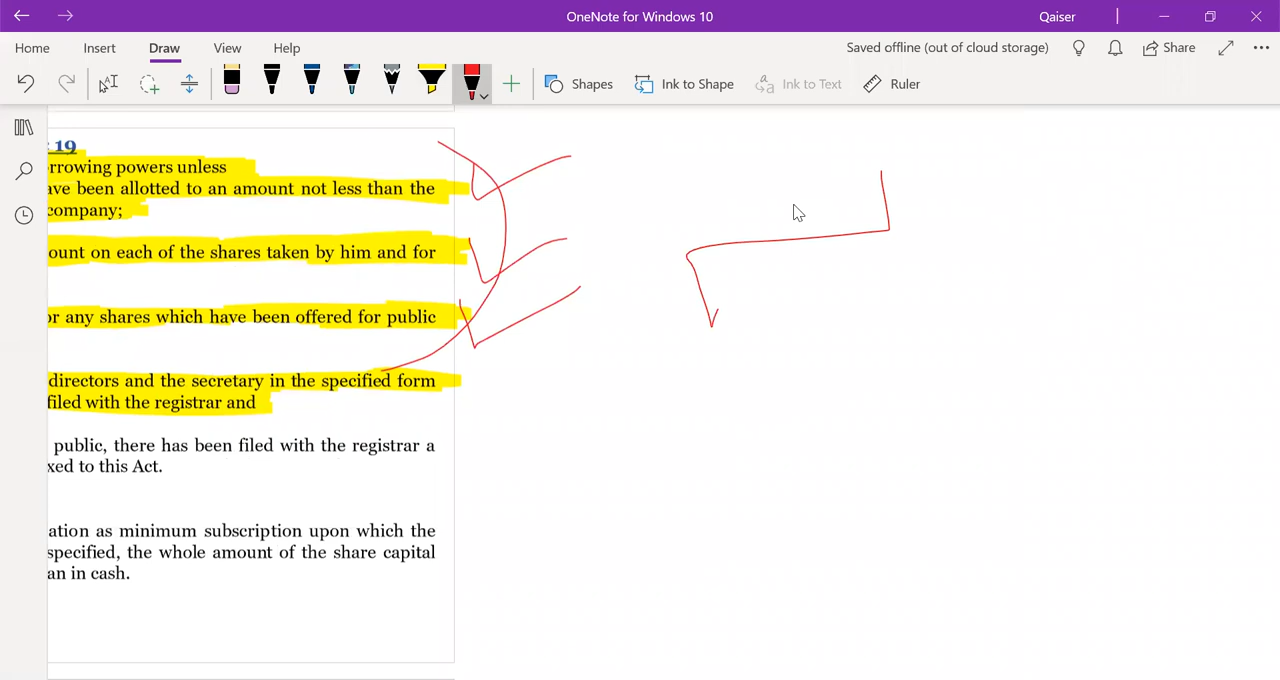 OneNote for Windows 10
Qaiser
Home Insert Draw View Help
Saved offline (out of cloud storage)
Share
Shapes
Ink to Shape
Ink to Text
Ruler
19
rrowing powers unless
ave been allotted to an amount not less than the
company;
ount on each of the shares taken by him and for
or any shares which have been offered for public
directors and the secretary in the specified form
filed with the registrar and
public, there has been filed with the registrar a
xed to this Act.
ation as minimum subscription upon which the
specified, the whole amount of the share capital
an in cash.